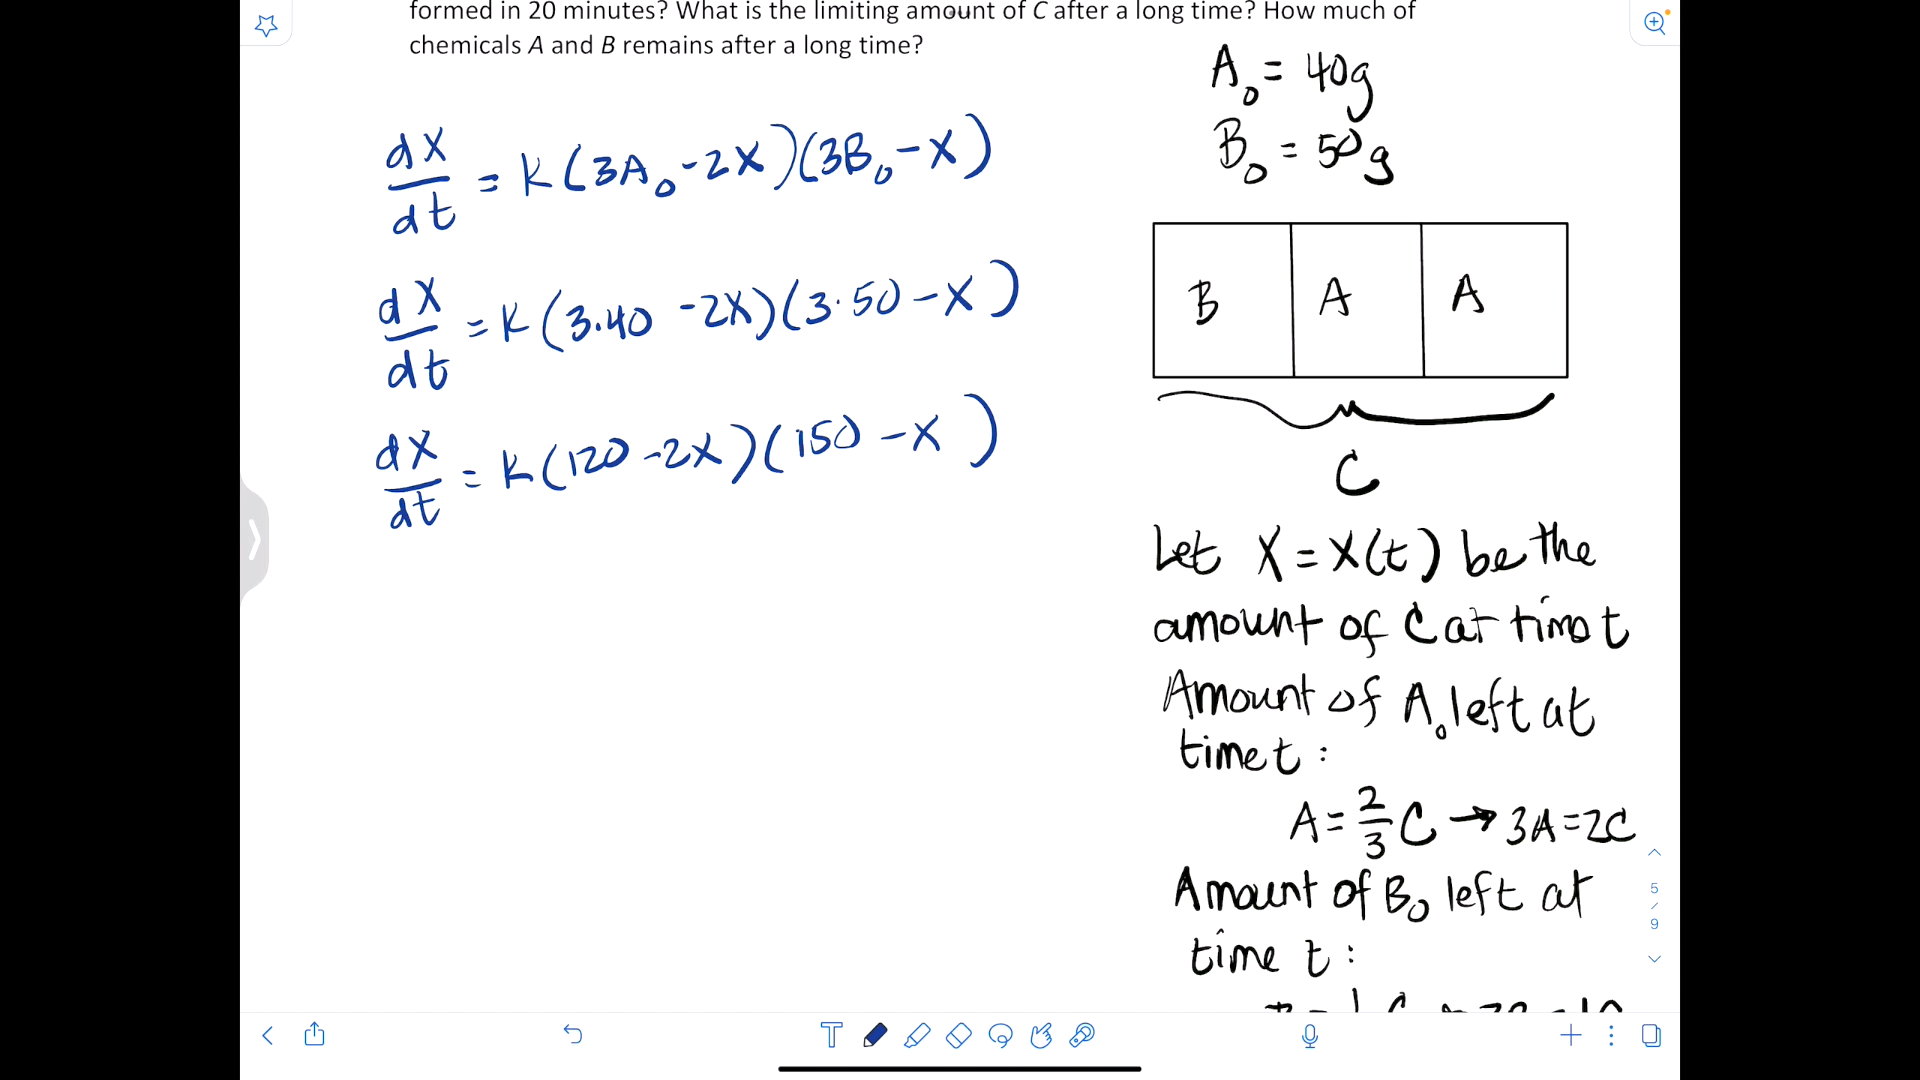 formed in 20 minutes? What is the limiting amount of C after a long time? How much of
chemicals A and B remains after a long time?
A₀ = 40g
B₀ = 50g
dX/dt = K(3A₀ -2X)(3B₀ - X)
dX/dt = K(3·40 -2X)(3·50 - X)
dX/dt = K(120 -2X)(150 - X)
B A A
C
Let X = X(t) be the
amount of C at time t
Amount of A₀ left at
time t :
A = 2/3 C → 3A = 2C
Amount of B₀ left at
time t :
5
/
9
T